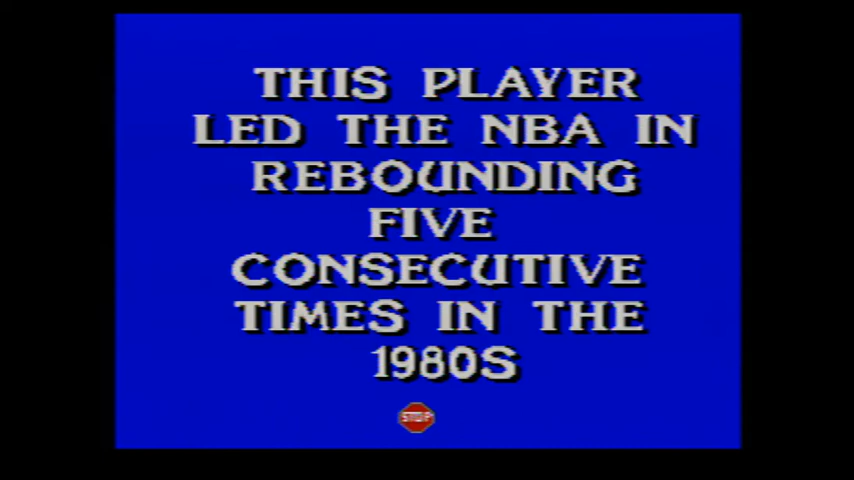 THIS PLAYER
LED THE NBA IN
REBOUNDING
FIVE
CONSECUTIVE
TIMES IN THE
1980S
STOP